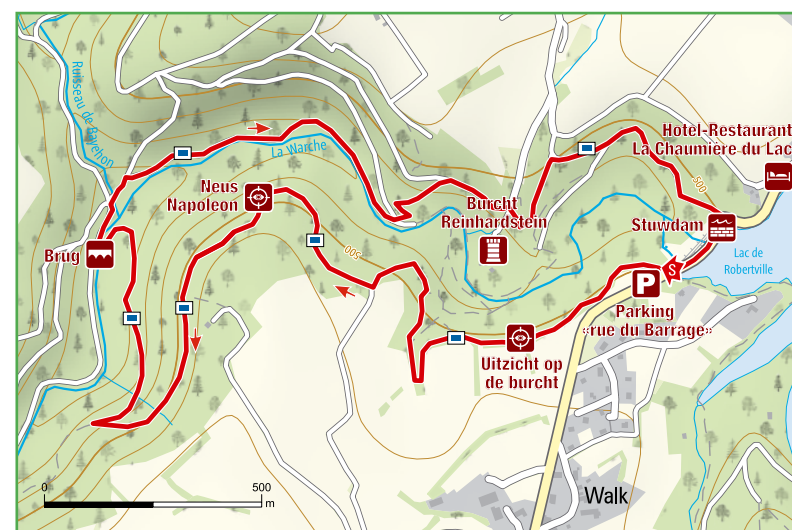 Ruisseau de Bayehon
La Warche
Hotel-Restaurant
La Chaumière du Lac
500
Neus
Napoleon
Burcht
Reinhardstein
Stuwdam
Brug
500
Lac de
Robertville
S
P
Parking
«rue du Barrage»
Uitzicht op
de burcht
0
500
m
Walk